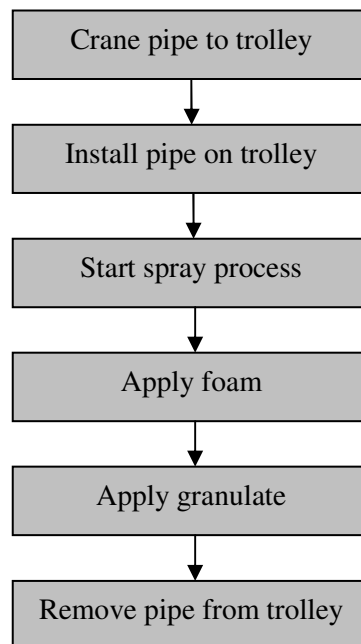 Crane pipe to trolley
Install pipe on trolley
Start spray process
Apply foam
Apply granulate
Remove pipe from trolley